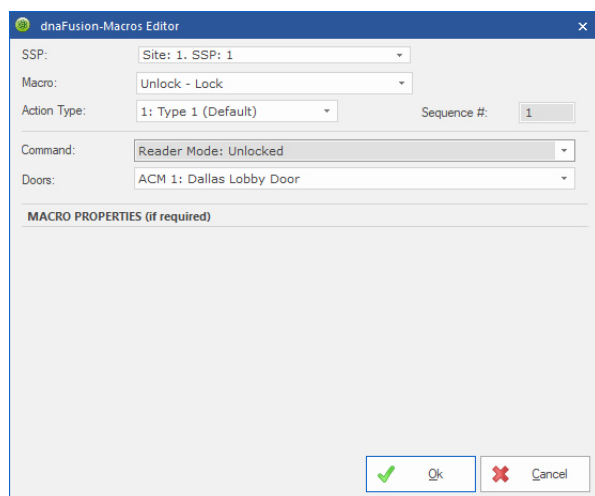 dnaFusion-Macros Editor
SSP: Site: 1. SSP: 1
Macro: Unlock - Lock
Action Type: 1: Type 1 (Default) Sequence #: 1
Command: Reader Mode: Unlocked
Doors: ACM 1: Dallas Lobby Door
MACRO PROPERTIES (if required)
Ok Cancel